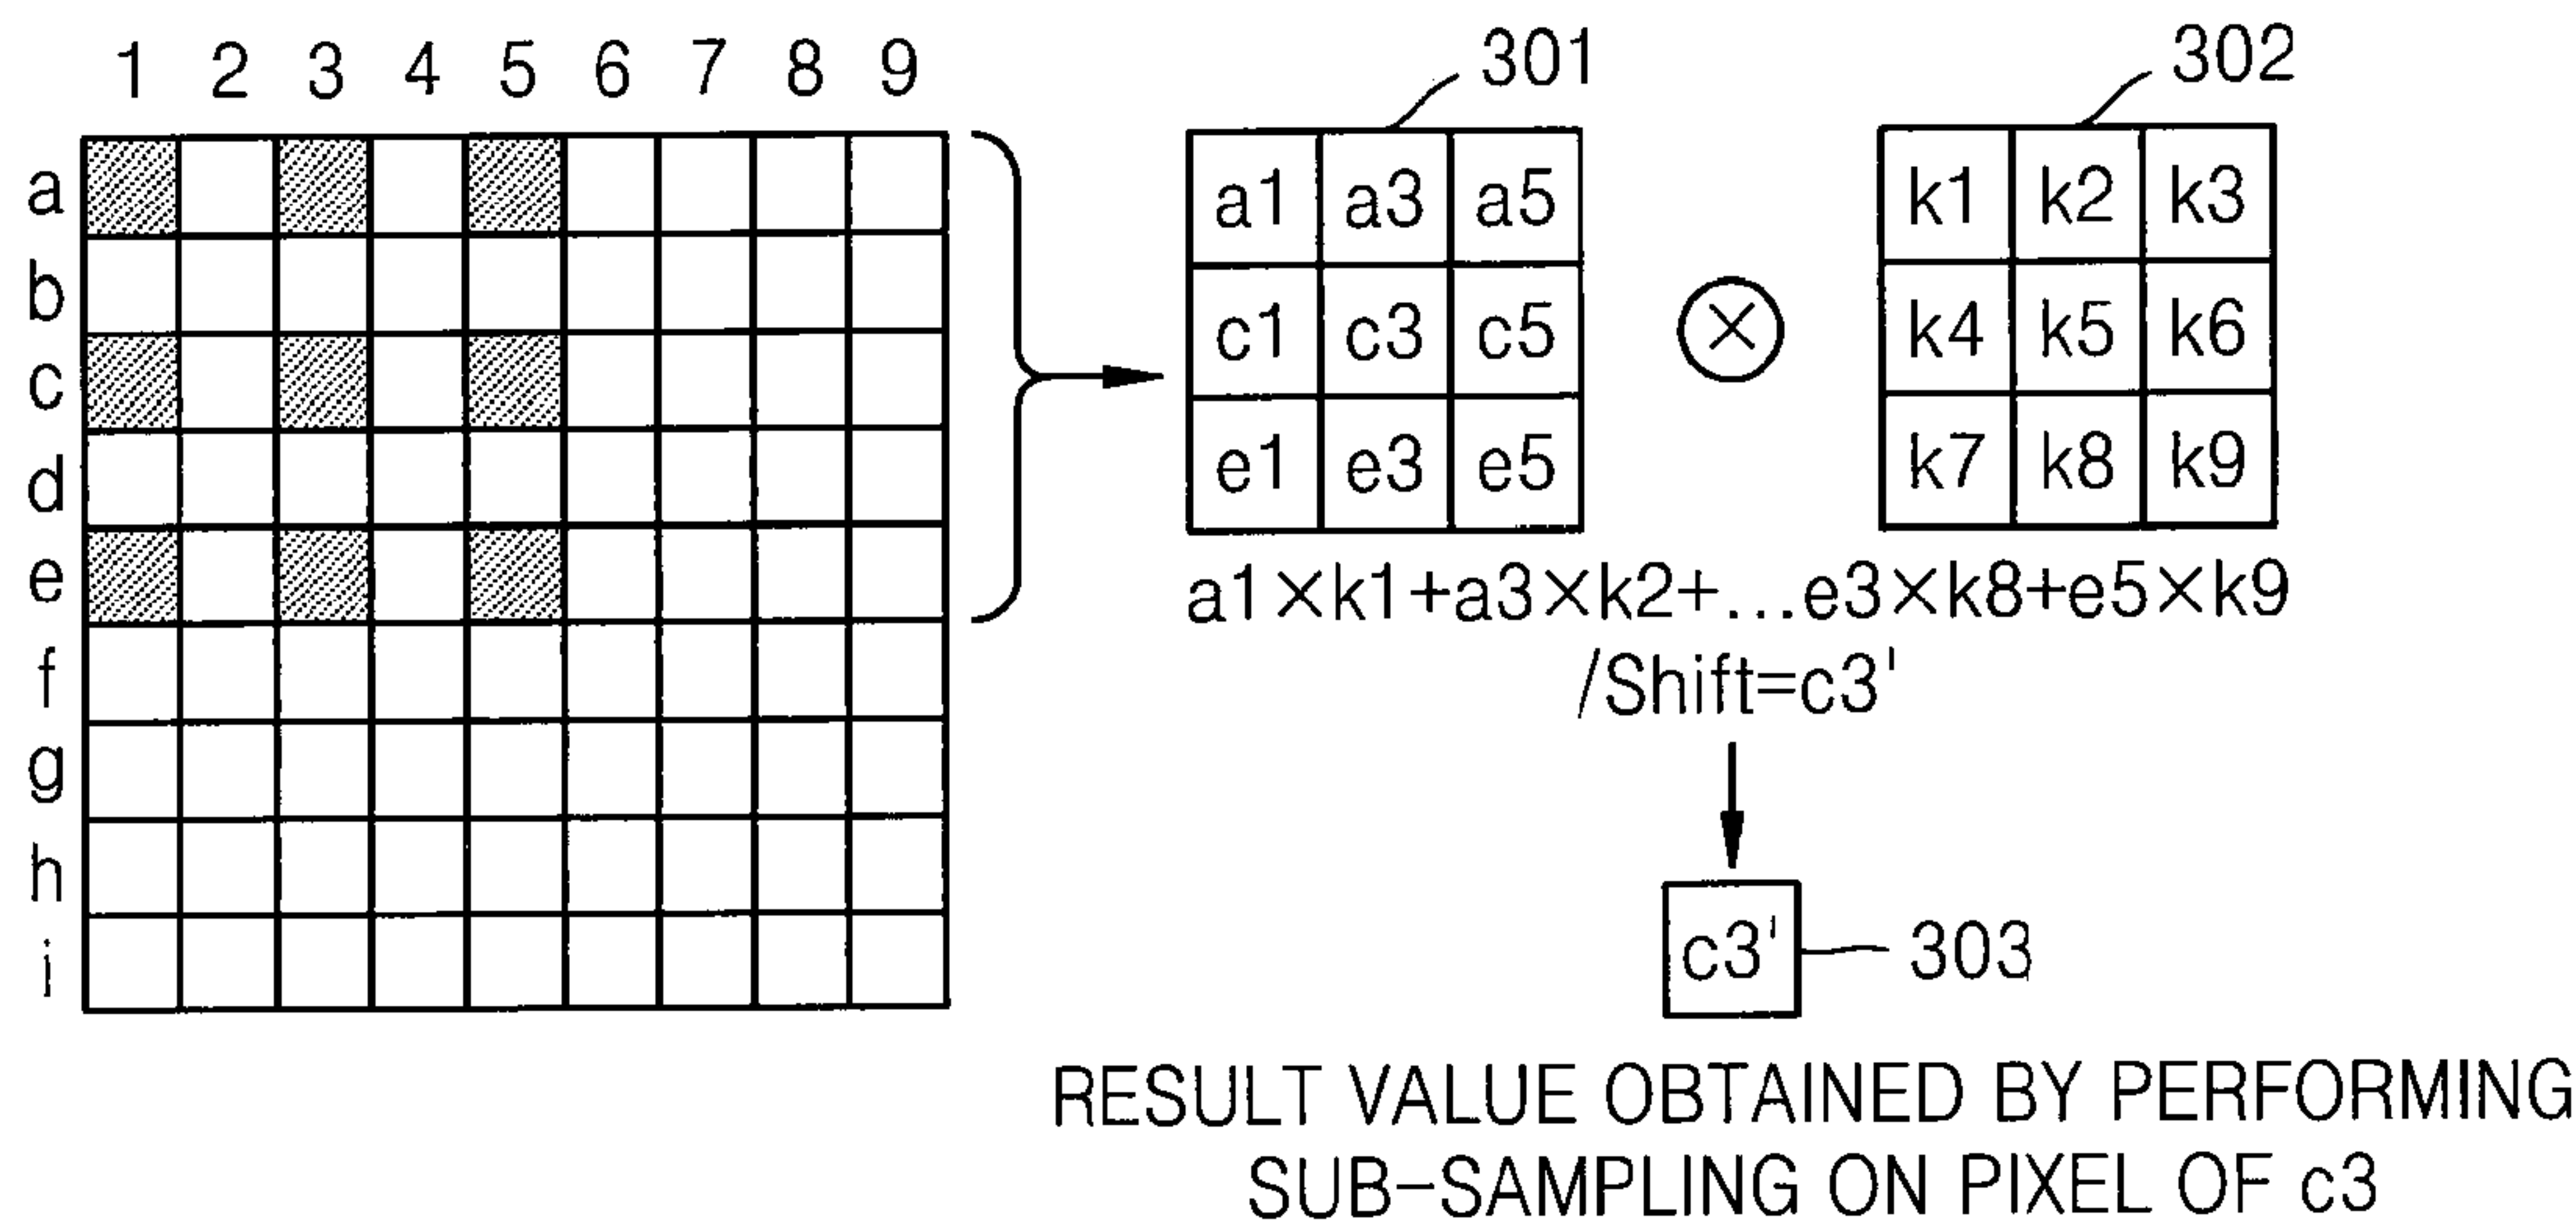 1 2 3 4 5 6 7 8 9
a
b
c
d
e
f
g
h
i
301
a1 a3 a5
c1 c3 c5
e1 e3 e5
×
302
k1 k2 k3
k4 k5 k6
k7 k8 k9
a1×k1+a3×k2+...e3×k8+e5×k9
/Shift=c3'
c3'
303
RESULT VALUE OBTAINED BY PERFORMING
SUB-SAMPLING ON PIXEL OF c3